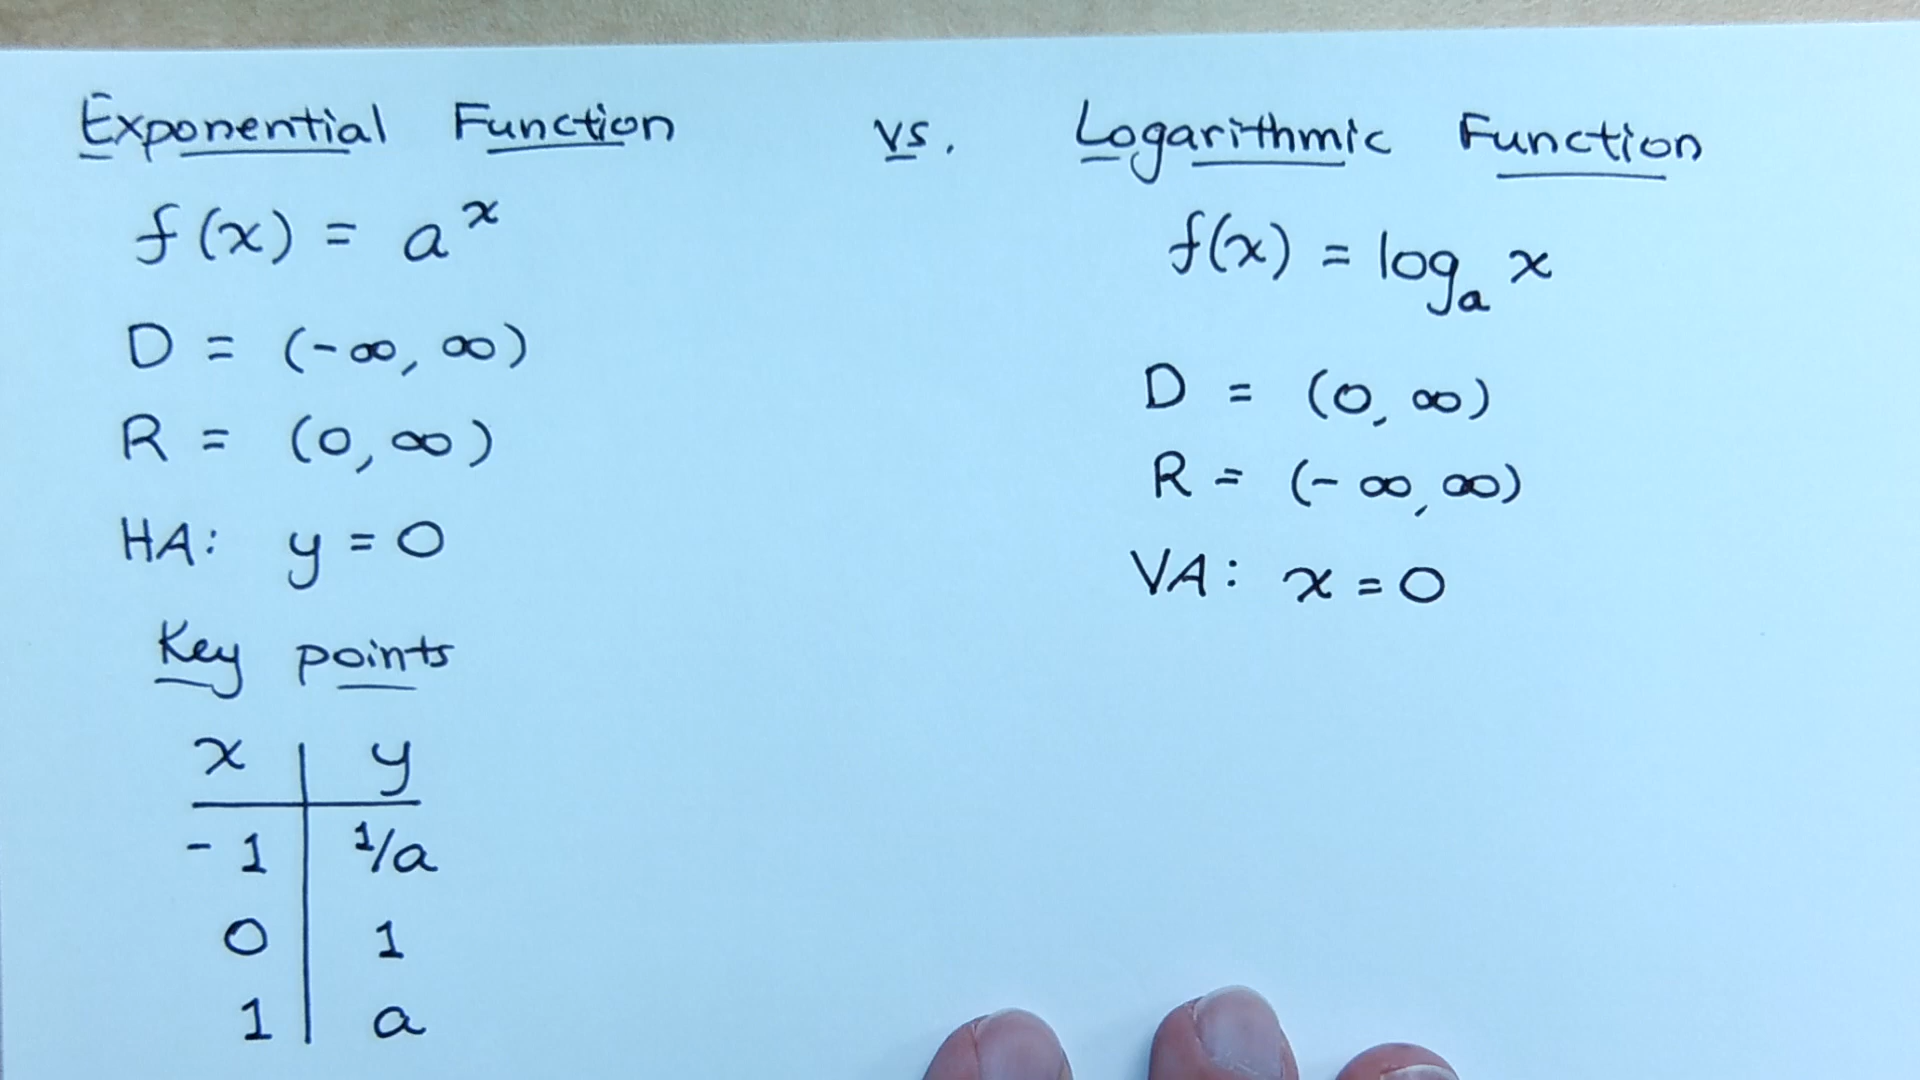 Exponential Function vs. Logarithmic Function
f(x) = a^x
D = (-∞, ∞)
R = (0, ∞)
HA: y = 0
Key points
x | y
-1 | 1/a
0 | 1
1 | a
f(x) = log_a x
D = (0, ∞)
R = (-∞, ∞)
VA: x = 0